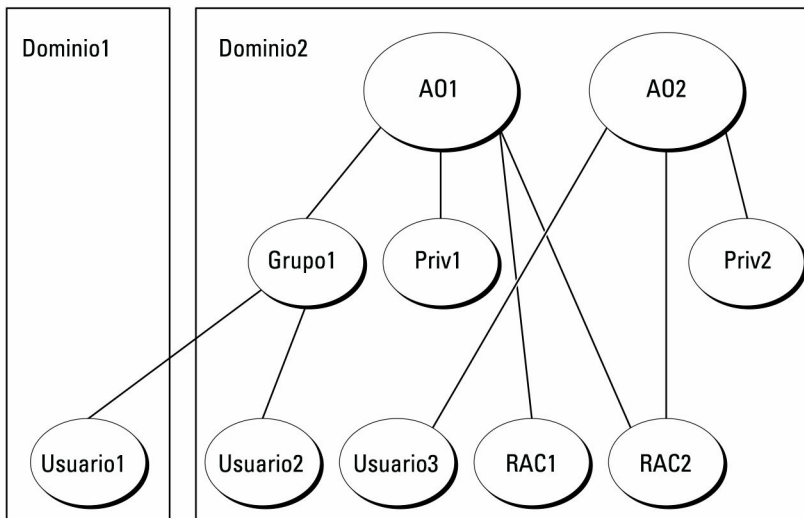 Dominio1
Dominio2
AO1
AO2
Grupo1
Priv1
Priv2
Usuario1
Usuario2
Usuario3
RAC1
RAC2